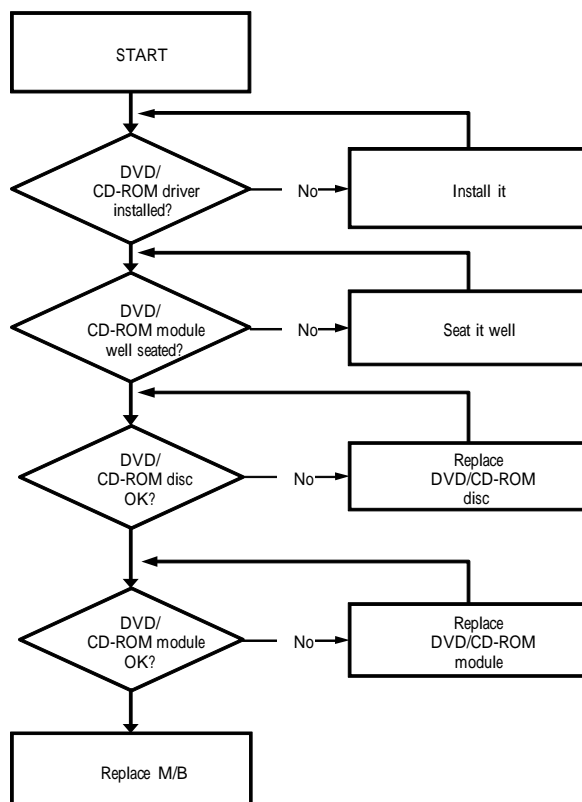 START
DVD/
CD-ROM driver
installed?
No
Install it
DVD/
CD-ROM module
well seated?
No
Seat it well
DVD/
CD-ROM disc
OK?
No
Replace
DVD/CD-ROM
disc
DVD/
CD-ROM module
OK?
No
Replace
DVD/CD-ROM
module
Replace M/B